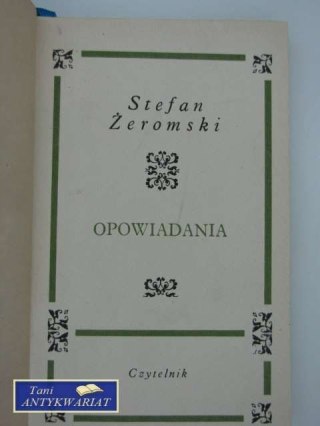 Stefan
Żeromski
OPOWIADANIA
Czytelnik
Tani
ANTYKWARIAT